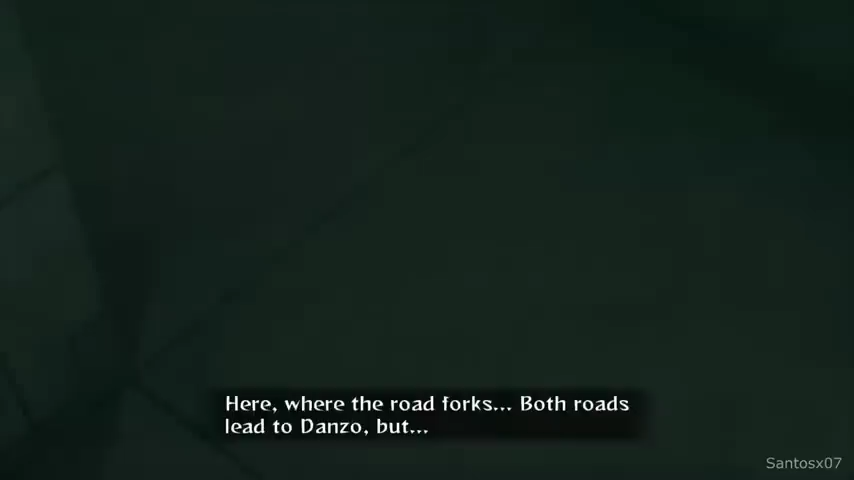 Here, where the road forks... Both roads
lead to Danzo, but...
Santosx07